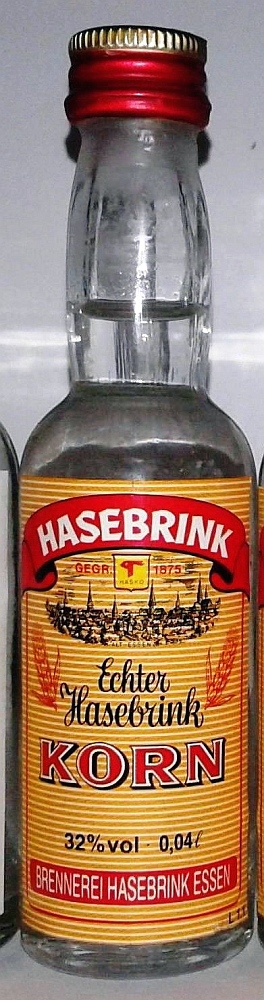 HASEBRINK
GEGR. 1875
HASKO
ALT-ESSEN
Echter
Hasebrink
KORN
32%vol · 0,04ℓ
BRENNEREI HASEBRINK ESSEN